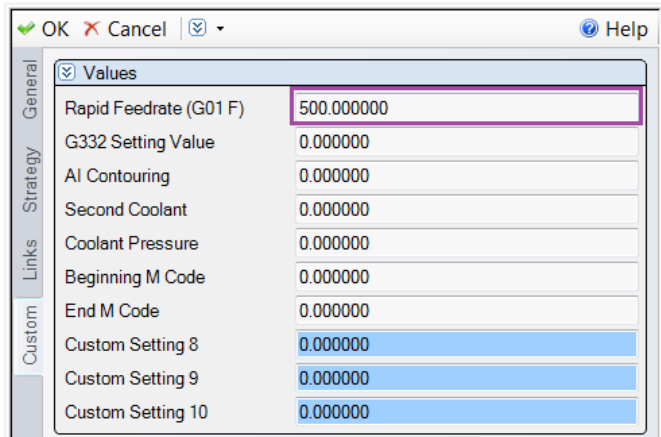 OK Cancel Help
General
Strategy
Links
Custom
Values
Rapid Feedrate (G01 F) 500.000000
G332 Setting Value 0.000000
AI Contouring 0.000000
Second Coolant 0.000000
Coolant Pressure 0.000000
Beginning M Code 0.000000
End M Code 0.000000
Custom Setting 8 0.000000
Custom Setting 9 0.000000
Custom Setting 10 0.000000